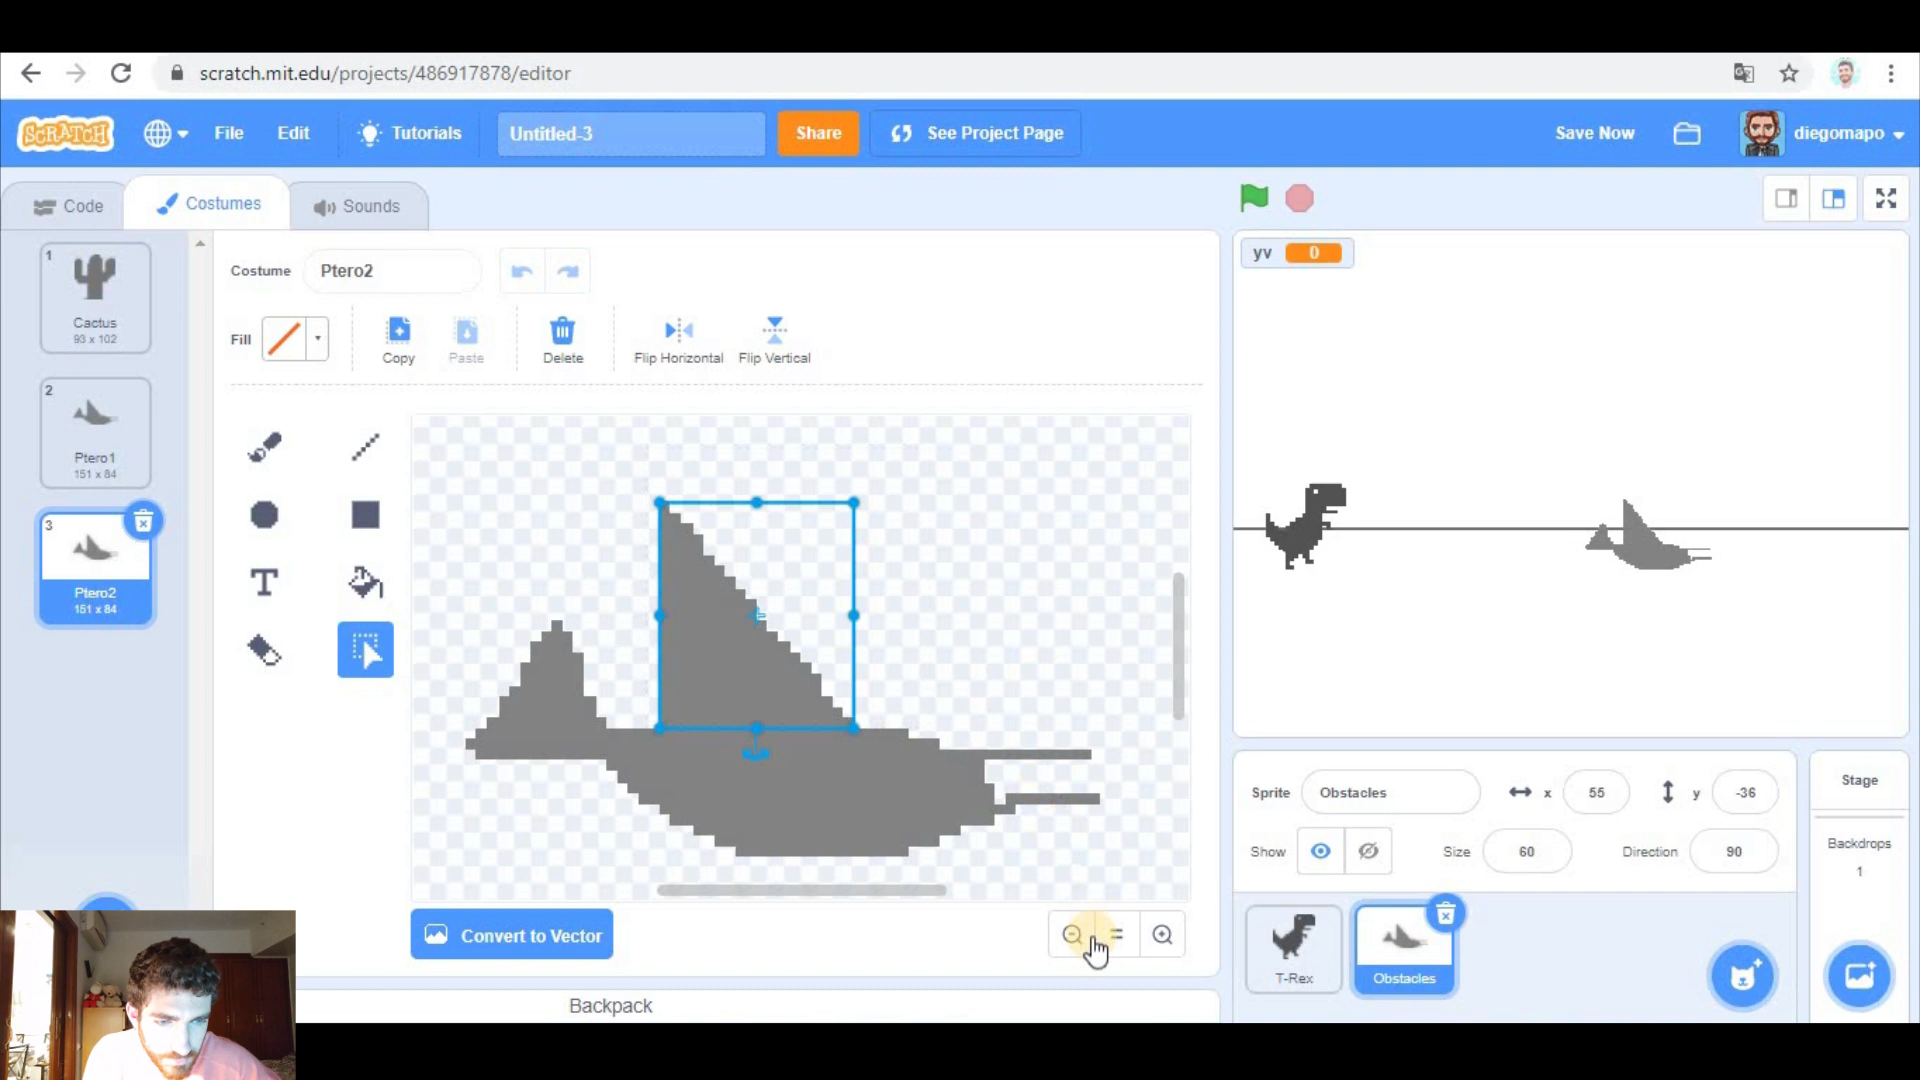 scratch.mit.edu/projects/486917878/editor
SCRATCH File Edit Tutorials Untitled-3 Share See Project Page Save Now diegomapo
Code Costumes Sounds
1
Cactus
93 x 102
2
Ptero1
151 x 84
3
Ptero2
151 x 84
Costume Ptero2
Fill Copy Paste Delete Flip Horizontal Flip Vertical
T
Convert to Vector
=
Backpack
yv 0
Sprite Obstacles x 55 y -36
Show Size 60 Direction 90
T-Rex
Obstacles
Stage
Backdrops
1